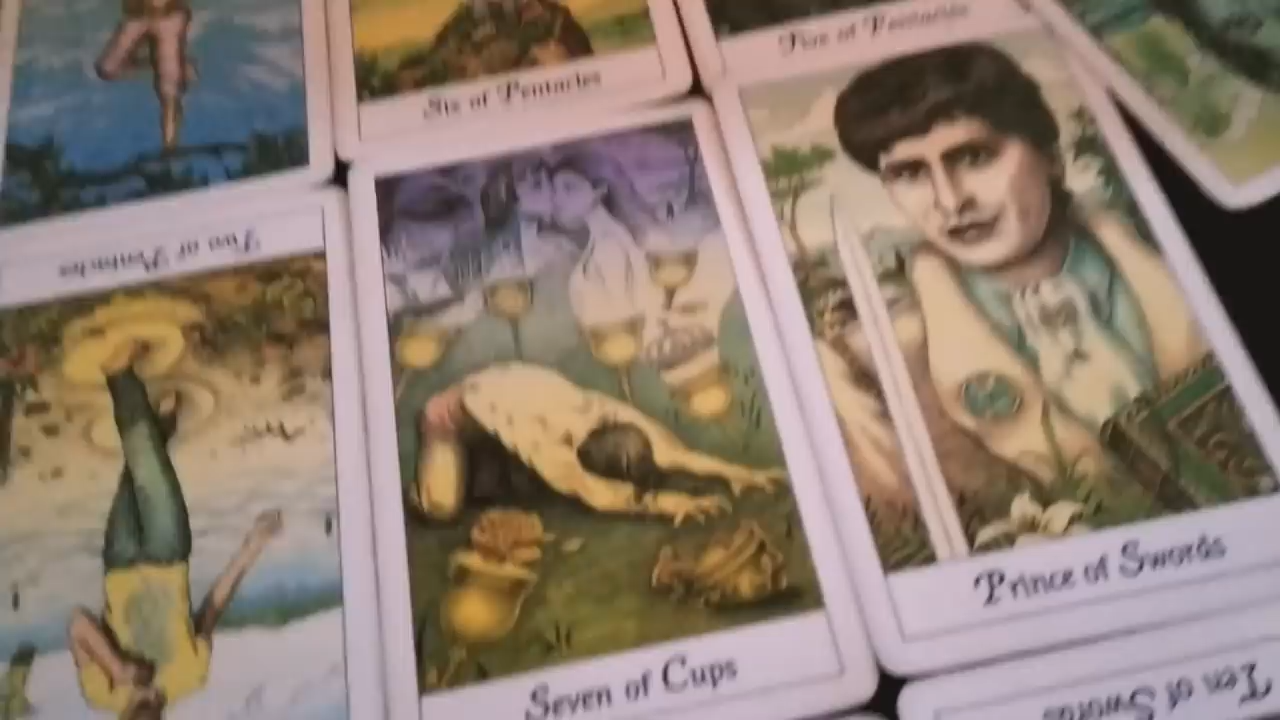 Six of Pentacles
Five of Pentacles
Two of Pentacles
Prince of Swords
Seven of Cups
Ten of Swords